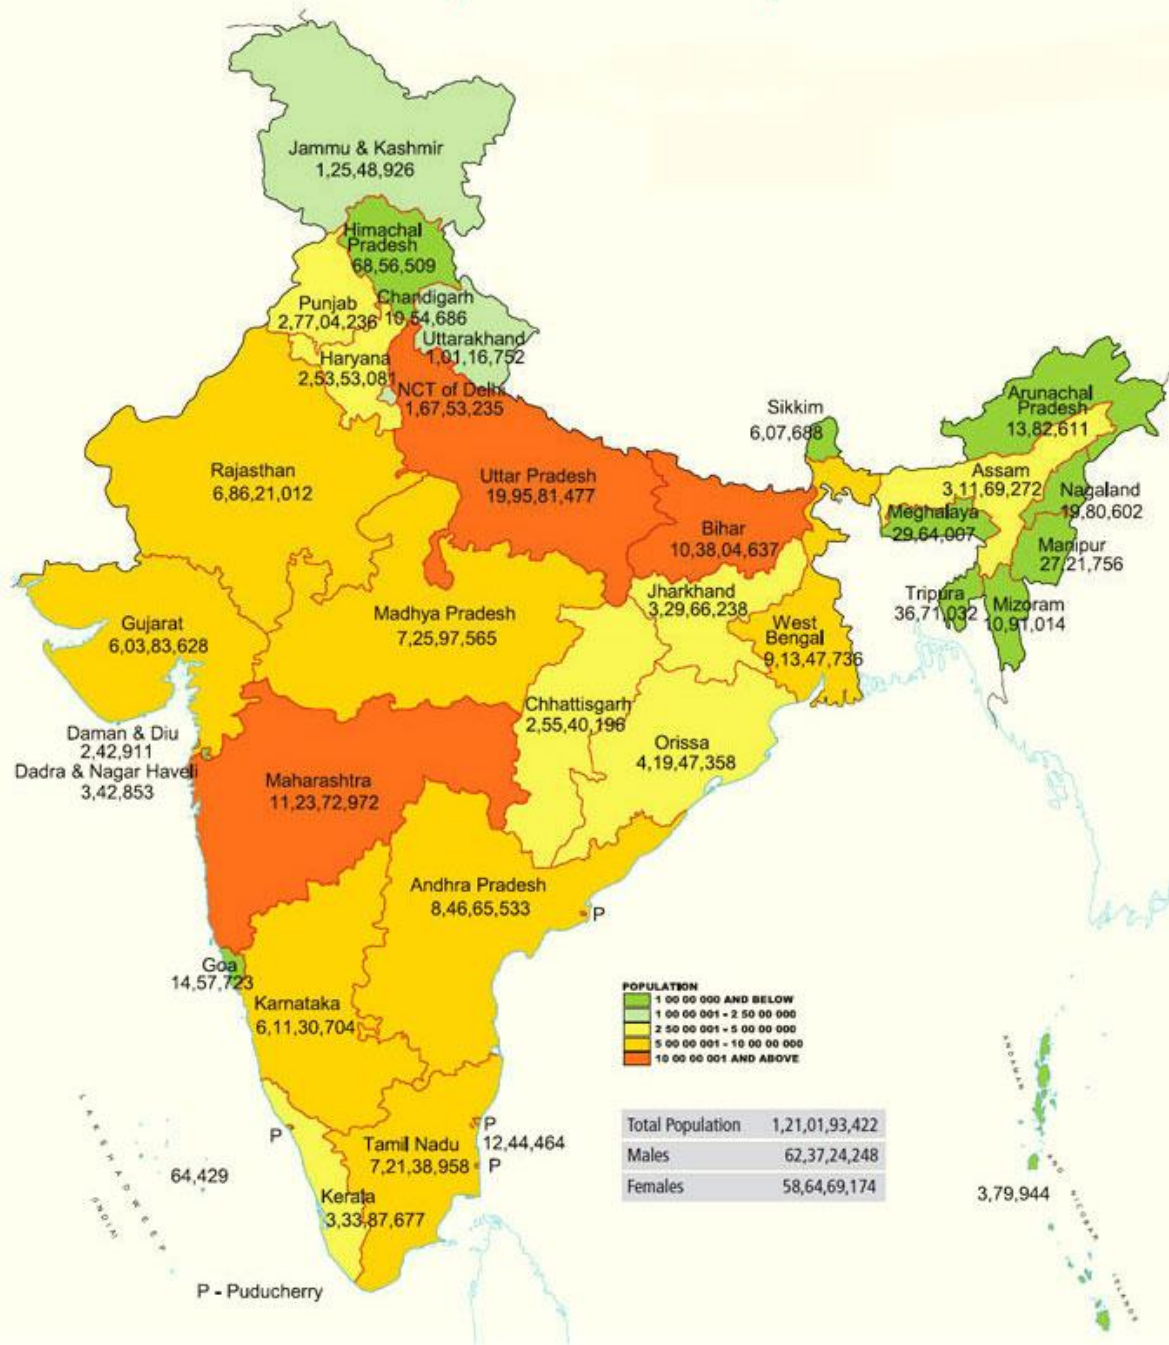 Jammu & Kashmir
1,25,48,926
Himachal
Pradesh
68,56,509
Punjab
2,77,04,236
Chandigarh
10,54,686
Uttarakhand
1,01,16,752
Haryana
2,53,53,081
NCT of Delhi
1,67,53,235
Arunachal
Pradesh
13,82,611
Sikkim
6,07,688
Rajasthan
6,86,21,012
Uttar Pradesh
19,95,81,477
Assam
3,11,69,272
Nagaland
19,80,602
Meghalaya
29,64,007
Bihar
10,38,04,637
Manipur
27,21,756
Jharkhand
3,29,66,238
Tripura
36,71,032
Mizoram
10,91,014
Gujarat
6,03,83,628
Madhya Pradesh
7,25,97,565
West
Bengal
9,13,47,736
Chhattisgarh
2,55,40,196
Daman & Diu
2,42,911
Dadra & Nagar Haveli
3,42,853
Orissa
4,19,47,358
Maharashtra
11,23,72,972
Andhra Pradesh
8,46,65,533
P
Goa
14,57,723
Karnataka
6,11,30,704
POPULATION
1 00 00 000 AND BELOW
1 00 00 001 - 2 50 00 000
2 50 00 001 - 5 00 00 000
5 00 00 001 - 10 00 00 000
10 00 00 001 AND ABOVE
ANDAMAN
AND NICOBAR
ISLANDS
3,79,944
LAKSHADWEEP
(INDIA)
64,429
P
P
12,44,464
P
Tamil Nadu
7,21,38,958
Kerala
3,33,87,677
Total Population 1,21,01,93,422
Males 62,37,24,248
Females 58,64,69,174
P - Puducherry